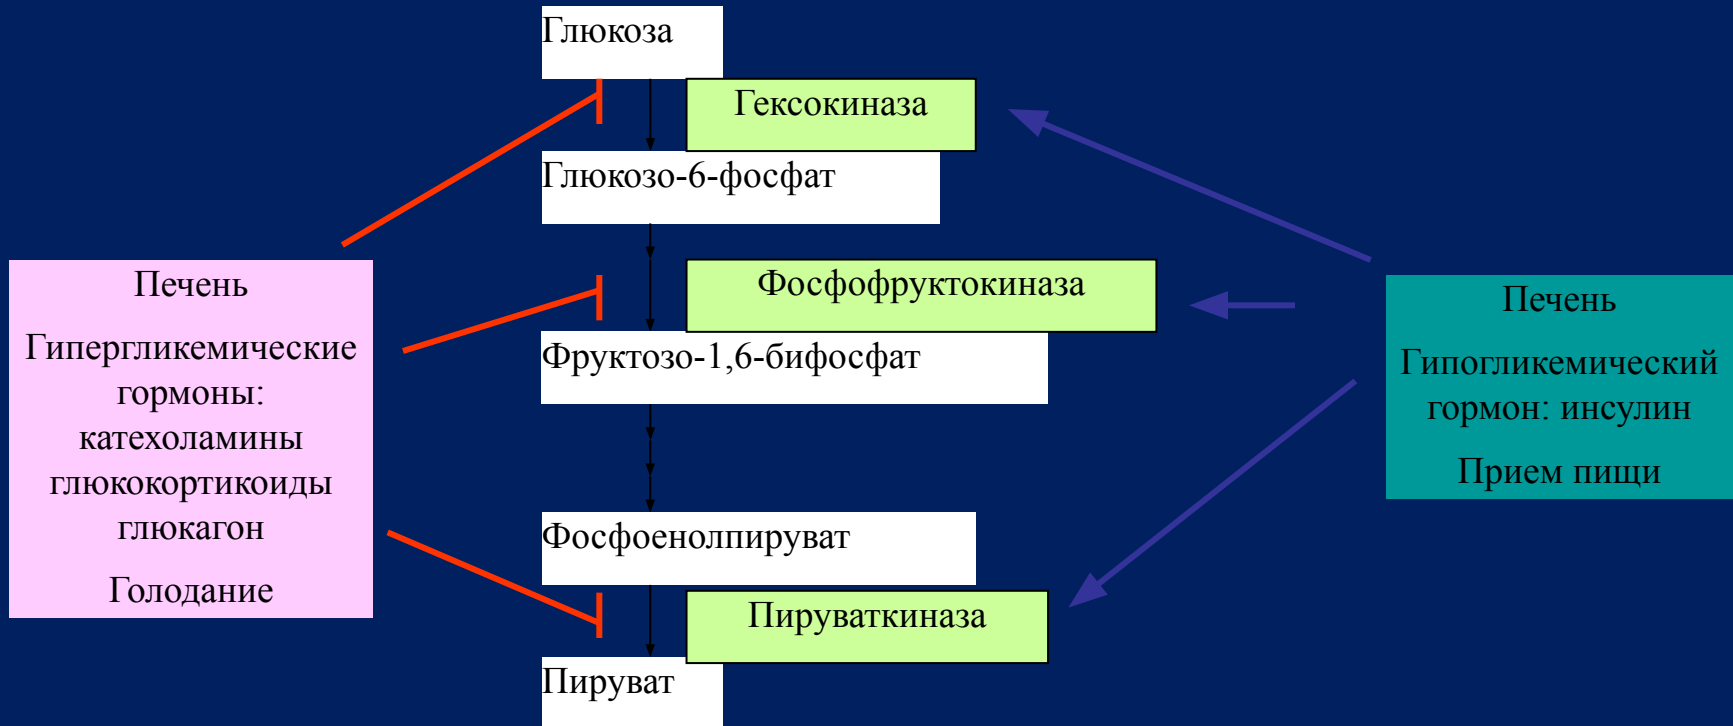 Глюкоза
Гексокиназа
Глюкозо-6-фосфат
Печень
Гипергликемические
гормоны:
катехоламины
глюкокортикоиды
глюкагон
Голодание
Фосфофруктокиназа
Фруктозо-1,6-бифосфат
Фосфоенолпируват
Пируваткиназа
Пируват
Печень
Гипогликемический
гормон: инсулин
Прием пищи